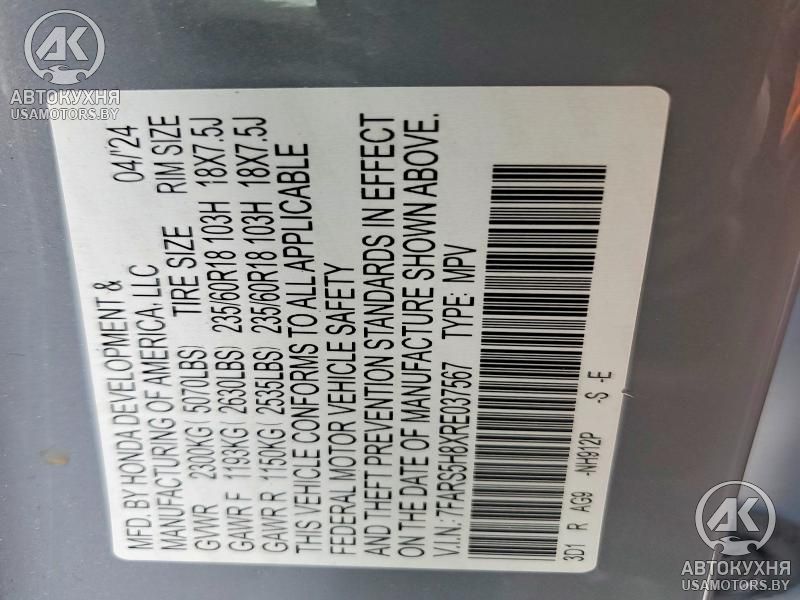 AK
АВТОКУХНЯ
USAMOTORS.BY
MFD. BY HONDA DEVELOPMENT & 04/'24
MANUFACTURING OF AMERICA. LLC
TIRE SIZE RIM SIZE
GVWR 2300KG( 5070LBS)
GAWR F 1193KG( 2630LBS) 235/60R18 103H 18X7.5J
GAWR R 1150KG( 2535LBS) 235/60R18 103H 18X7.5J
THIS VEHICLE CONFORMS TO ALL APPLICABLE
FEDERAL MOTOR VEHICLE SAFETY
AND THEFT PREVENTION STANDARDS IN EFFECT
ON THE DATE OF MANUFACTURE SHOWN ABOVE.
V.I.N.: 7FARS5H8XRE037567 TYPE: MPV
3D1 R AG9 -NH912P -S -E
AK
АВТОКУХНЯ
USAMOTORS.BY